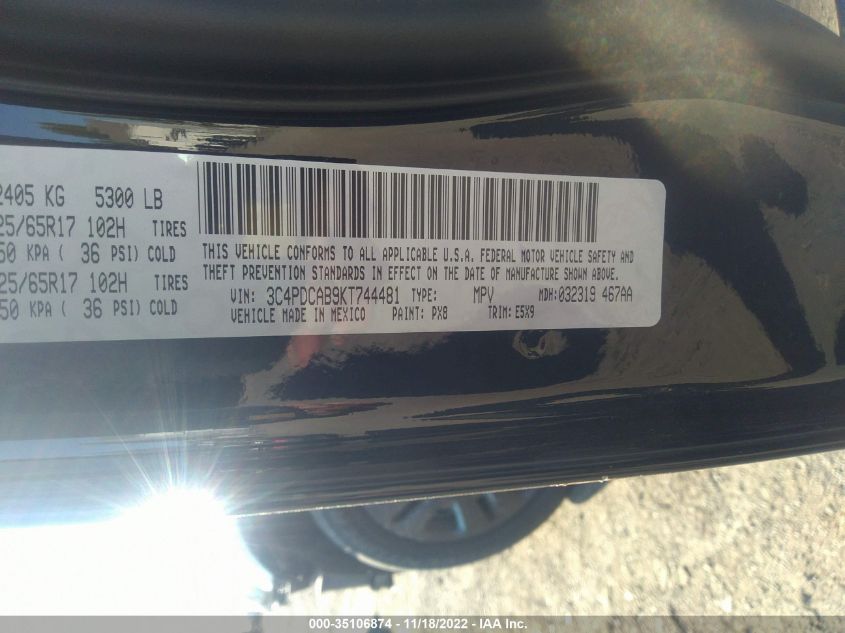 2405 KG 5300 LB
25/65R17 102H TIRES
50 KPA ( 36 PSI) COLD
25/65R17 102H TIRES
50 KPA ( 36 PSI) COLD
THIS VEHICLE CONFORMS TO ALL APPLICABLE U.S.A. FEDERAL MOTOR VEHICLE SAFETY AND
THEFT PREVENTION STANDARDS IN EFFECT ON THE DATE OF MANUFACTURE SHOWN ABOVE.
VIN: 3C4PDCAB9KT744481 TYPE: MPV MDH:032319 467AA
VEHICLE MADE IN MEXICO PAINT: PX8 TRIM: E5X9
000-35106874 - 11/18/2022 - IAA Inc.